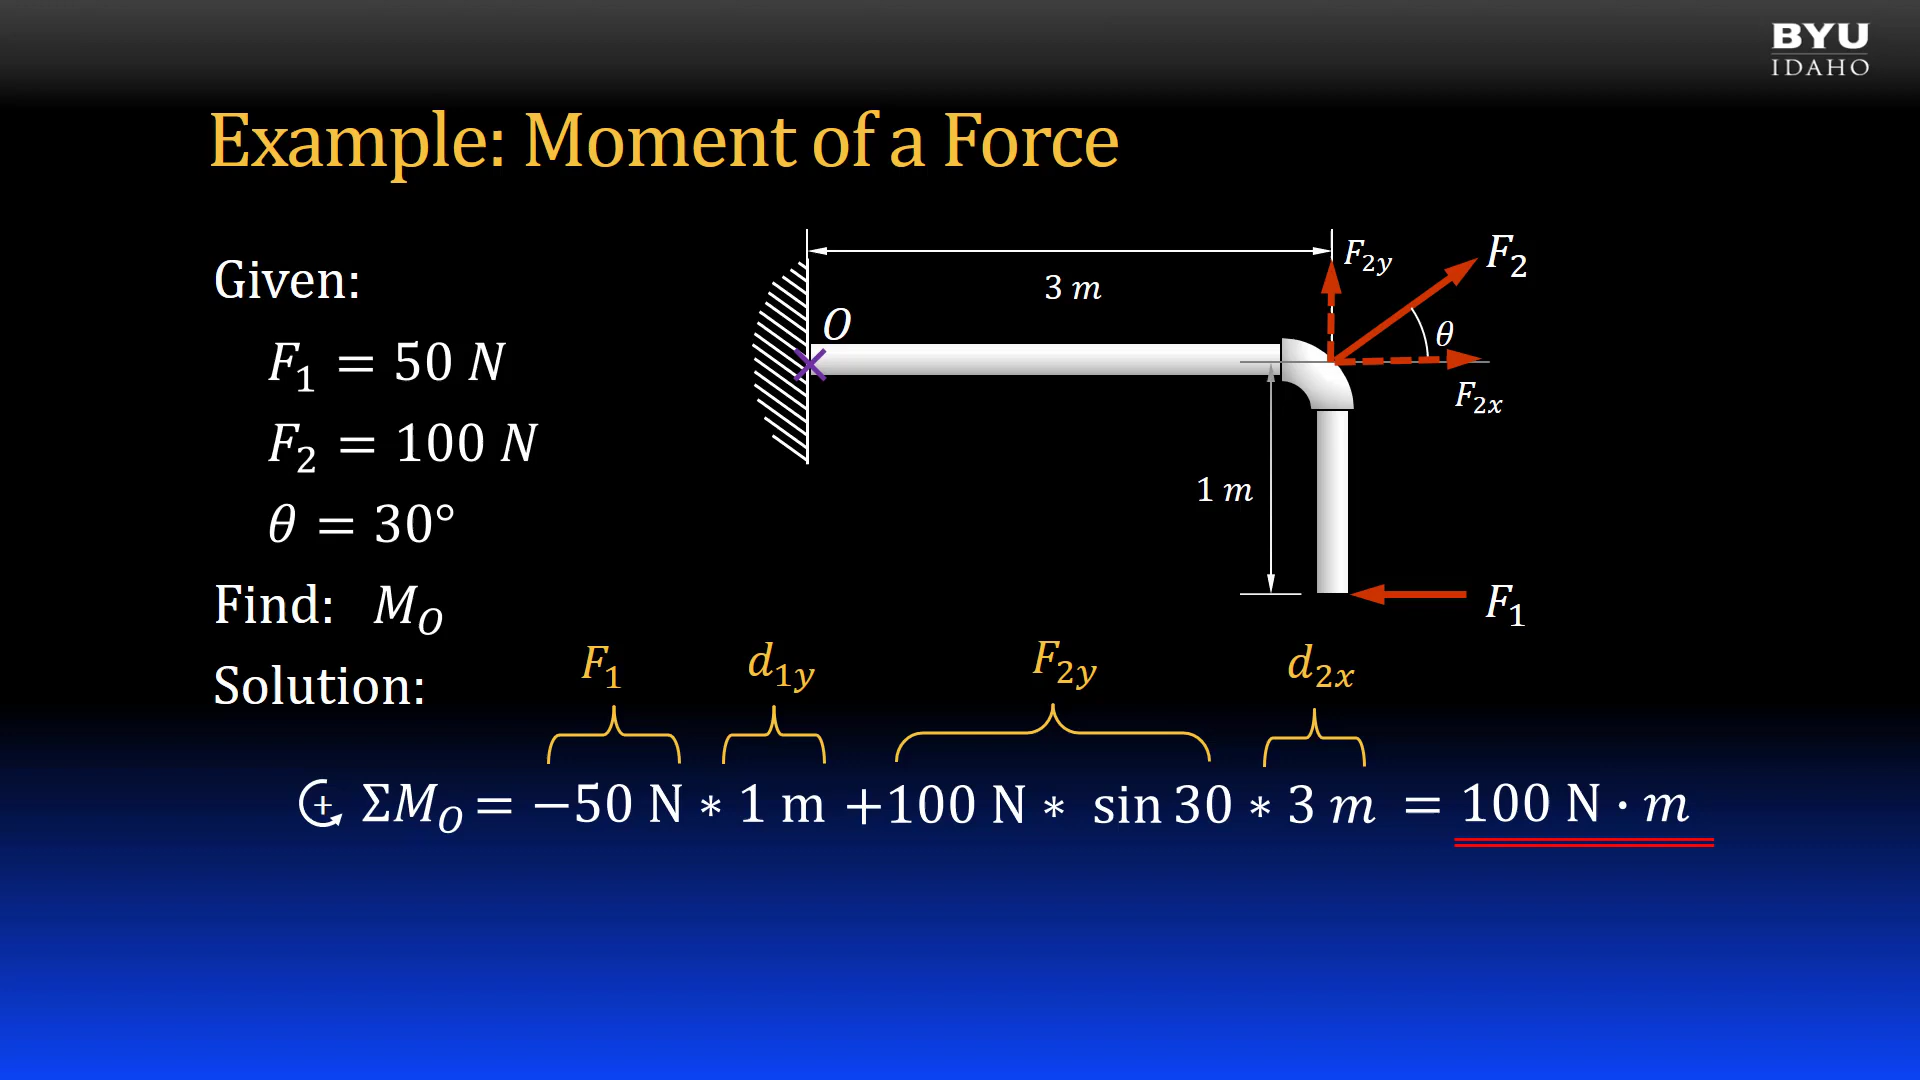 BYU
IDAHO
Example: Moment of a Force
Given:
F₁ = 50 N
F₂ = 100 N
θ = 30°
Find: M_O
Solution:
3 m
O
F₂y
F₂
θ
F₂x
1 m
F₁
F₁ d₁y F₂y d₂x
+ ΣM_O = −50 N ∗ 1 m +100 N ∗ sin 30 ∗ 3 m = 100 N · m